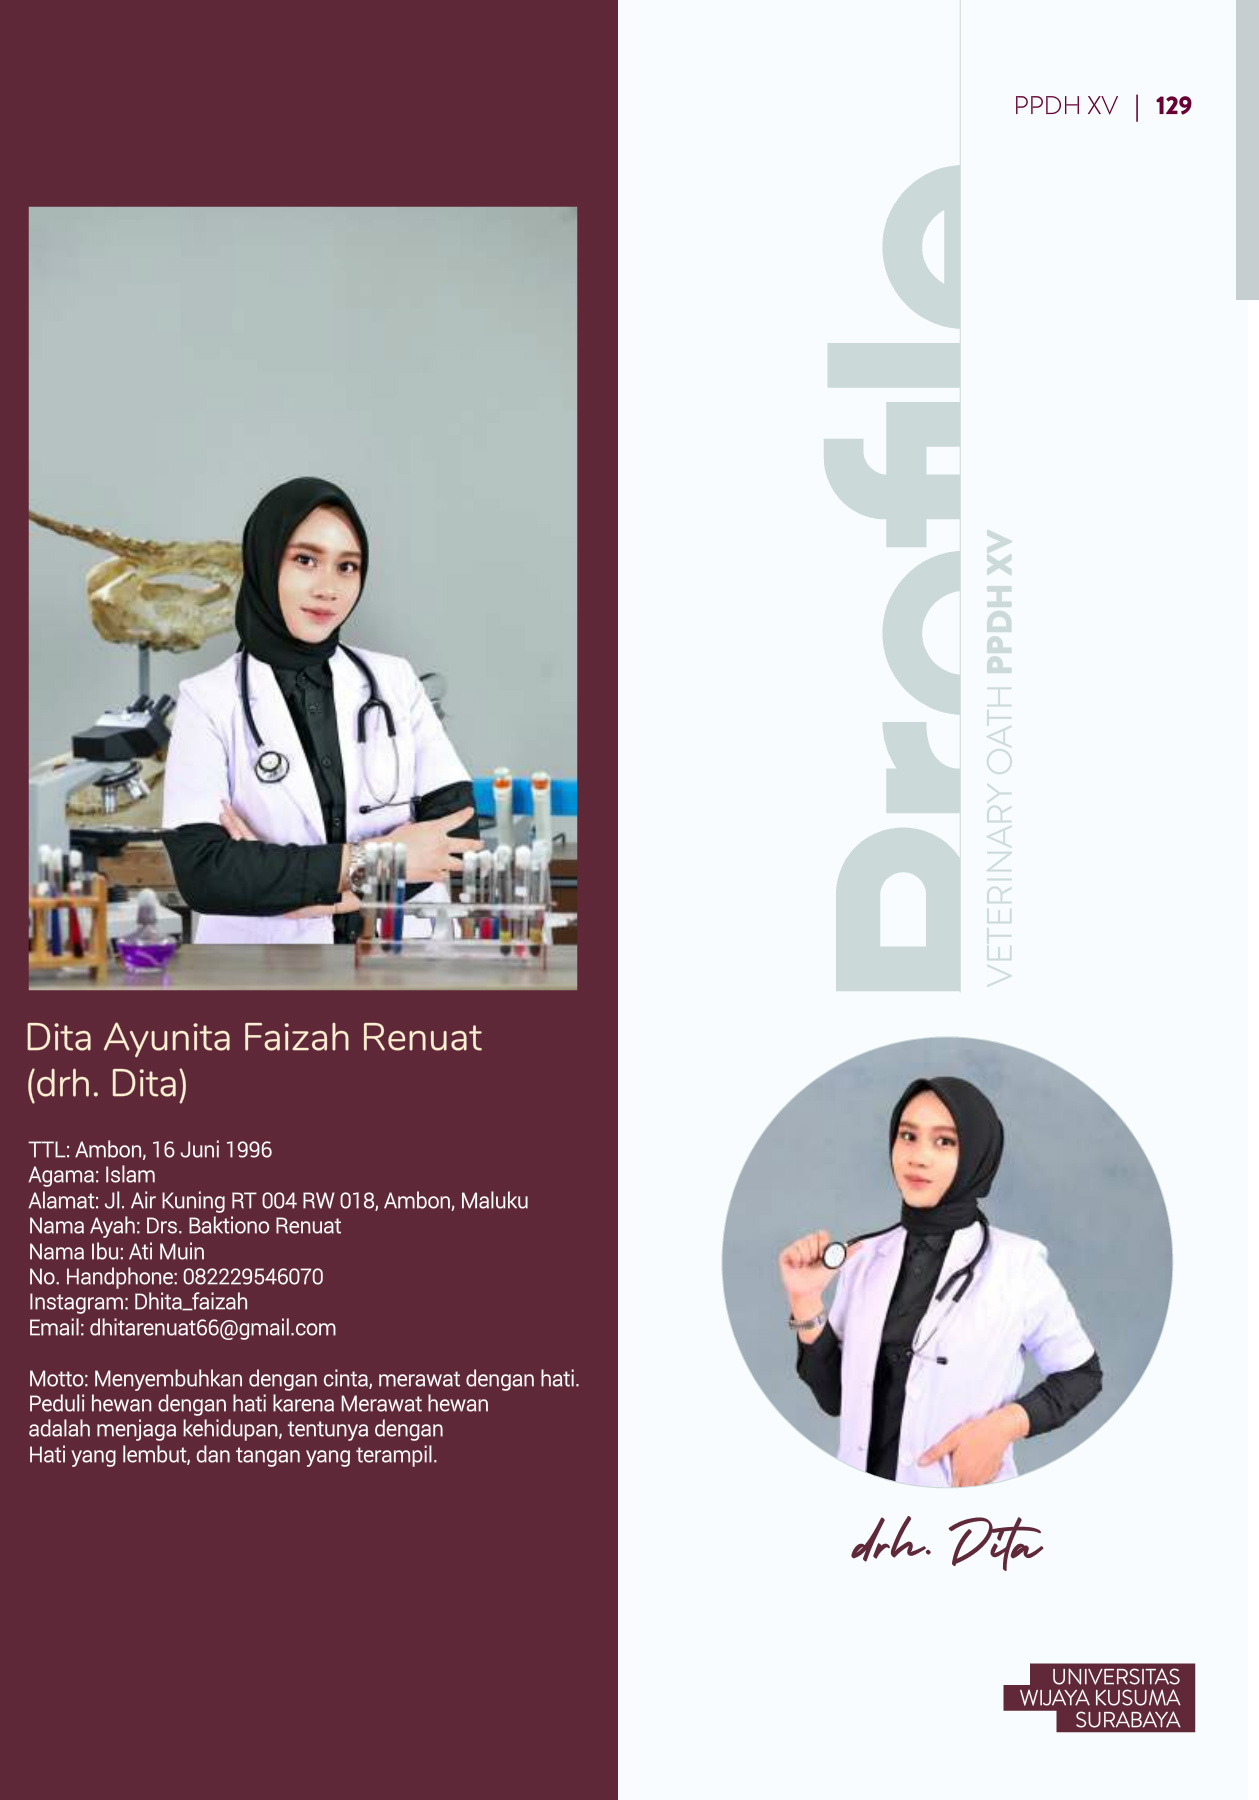 PPDH XV | 129
Profile
VETERINARY OATH PPDH XV
Dita Ayunita Faizah Renuat
(drh. Dita)
TTL: Ambon, 16 Juni 1996
Agama: Islam
Alamat: Jl. Air Kuning RT 004 RW 018, Ambon, Maluku
Nama Ayah: Drs. Baktiono Renuat
Nama Ibu: Ati Muin
No. Handphone: 082229546070
Instagram: Dhita_faizah
Email: dhitarenuat66@gmail.com
Motto: Menyembuhkan dengan cinta, merawat dengan hati.
Peduli hewan dengan hati karena Merawat hewan
adalah menjaga kehidupan, tentunya dengan
Hati yang lembut, dan tangan yang terampil.
drh. Dita
UNIVERSITAS
WIJAYA KUSUMA
SURABAYA